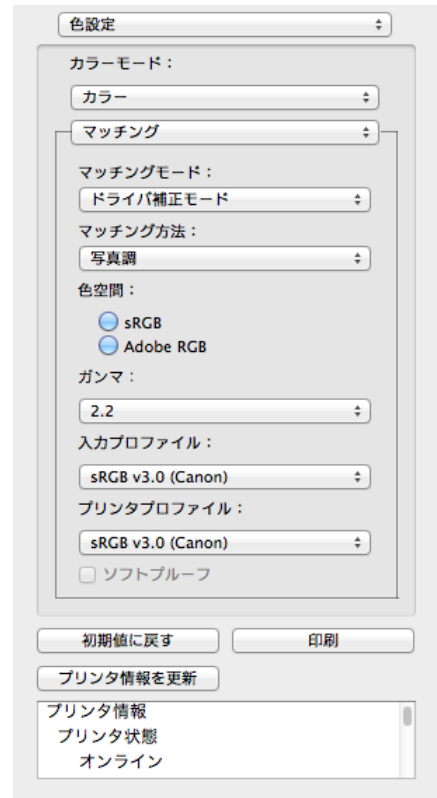 色設定
カラーモード：
カラー
マッチング
マッチングモード：
ドライバ補正モード
マッチング方法：
写真調
色空間：
sRGB
Adobe RGB
ガンマ：
2.2
入力プロファイル：
sRGB v3.0 (Canon)
プリンタプロファイル：
sRGB v3.0 (Canon)
ソフトプルーフ
初期値に戻す 印刷
プリンタ情報を更新
プリンタ情報
プリンタ状態
オンライン